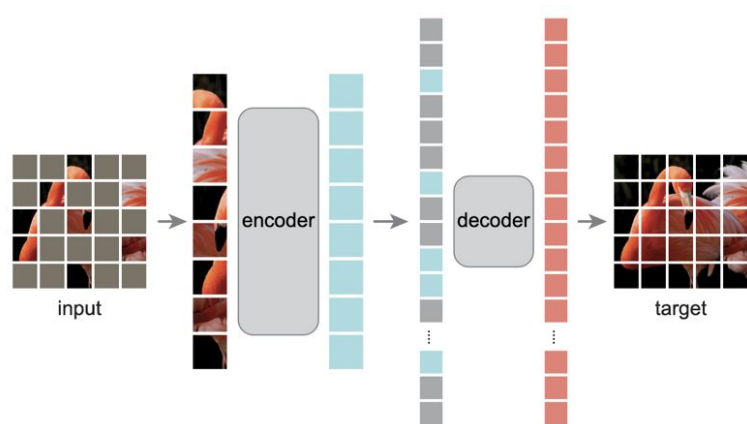 input
encoder
decoder
target